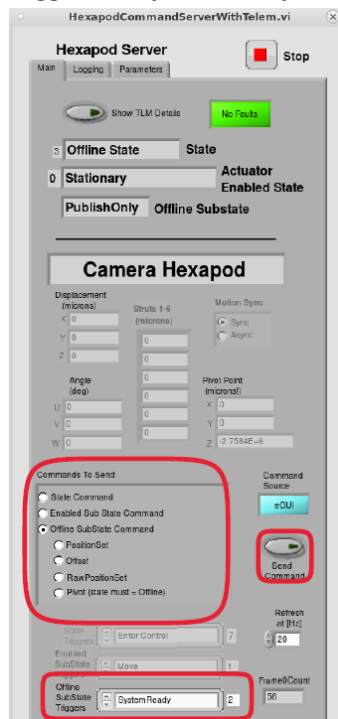 HexapodCommandServerWithTelem.vi
Hexapod Server
Stop
Main Logging Parameters
Show TLM Details
No Faults
3 Offline State State
0 Stationary Actuator
Enabled State
PublishOnly Offline Substate
Camera Hexapod
Displacement
(microns)
X 0
Y 0
Z 0
Struts 1-6
(microns)
0
0
0
0
0
0
Motion Sync
Sync
Async
Angle
(deg)
U 0
V 0
W 0
Pivot Point
(microns!)
X 0
Y 0
Z -2.7584E+6
Commands To Send
State Command
Enabled Sub State Command
Offline SubState Command
PositionSet
Offset
RawPositionSet
Pivot (state must = Offline)
Command
Source
eGUI
Send
Command
Refresh
at [Hz]
20
State
Triggers
Enter Control 7
Enabled
SubState
Move 1
Offline
SubState
Triggers
SystemReady 2
Frame#Count
56